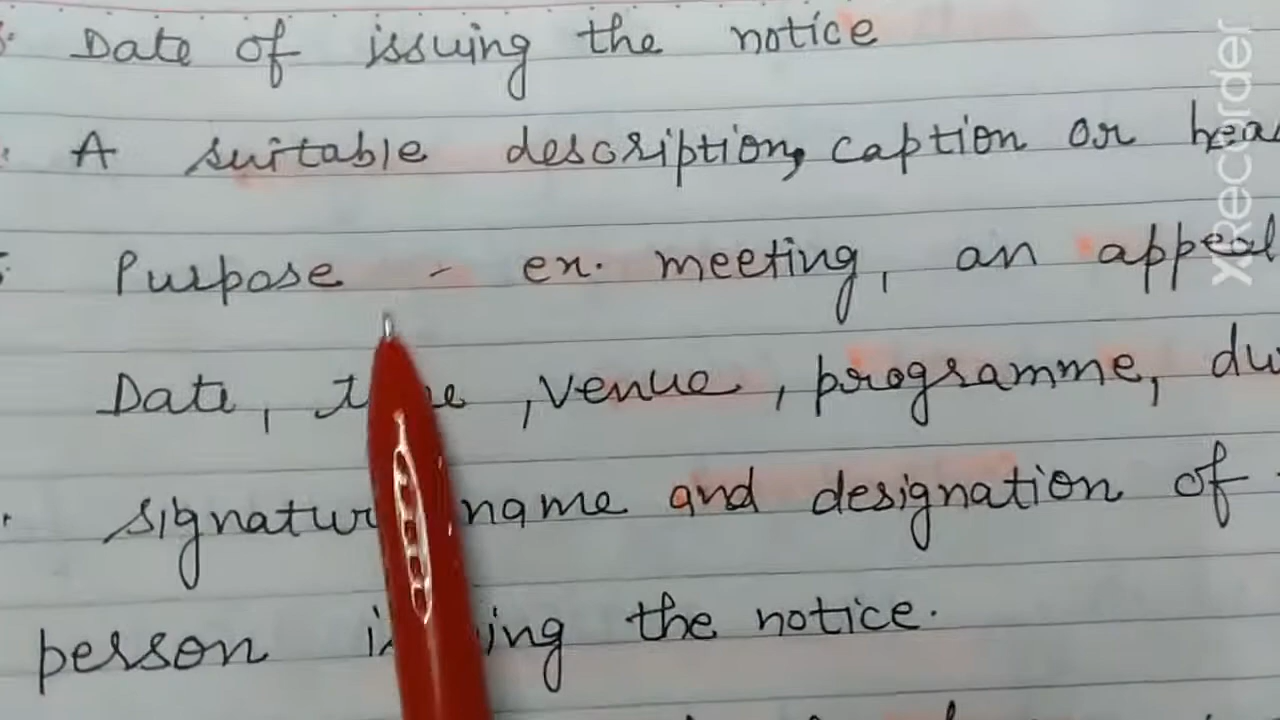 Date of issuing the notice
A suitable description, caption or
Purpose - ex. meeting, an appeal
Date, , venue, programme,
name and designation of
person the notice.
xRecorder